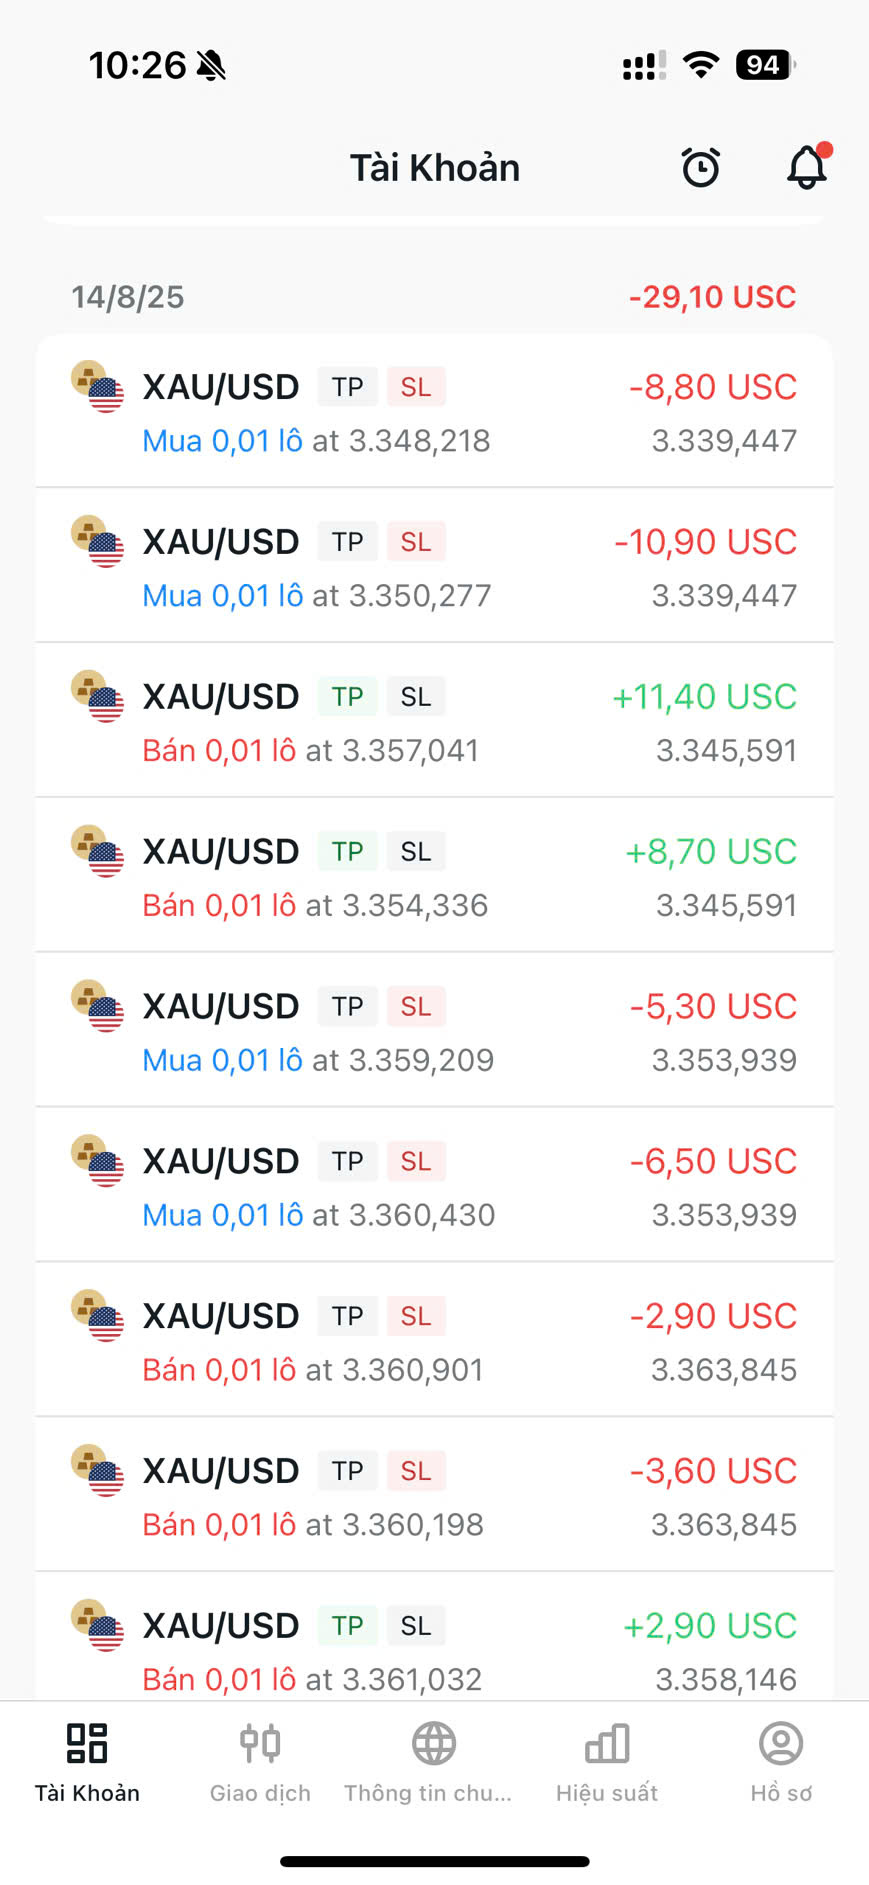 10:26
94
Tài Khoản
14/8/25 -29,10 USC
XAU/USD TP SL -8,80 USC
Mua 0,01 lô at 3.348,218 3.339,447
XAU/USD TP SL -10,90 USC
Mua 0,01 lô at 3.350,277 3.339,447
XAU/USD TP SL +11,40 USC
Bán 0,01 lô at 3.357,041 3.345,591
XAU/USD TP SL +8,70 USC
Bán 0,01 lô at 3.354,336 3.345,591
XAU/USD TP SL -5,30 USC
Mua 0,01 lô at 3.359,209 3.353,939
XAU/USD TP SL -6,50 USC
Mua 0,01 lô at 3.360,430 3.353,939
XAU/USD TP SL -2,90 USC
Bán 0,01 lô at 3.360,901 3.363,845
XAU/USD TP SL -3,60 USC
Bán 0,01 lô at 3.360,198 3.363,845
XAU/USD TP SL +2,90 USC
Bán 0,01 lô at 3.361,032 3.358,146
Tài Khoản Giao dịch Thông tin chu... Hiệu suất Hồ sơ